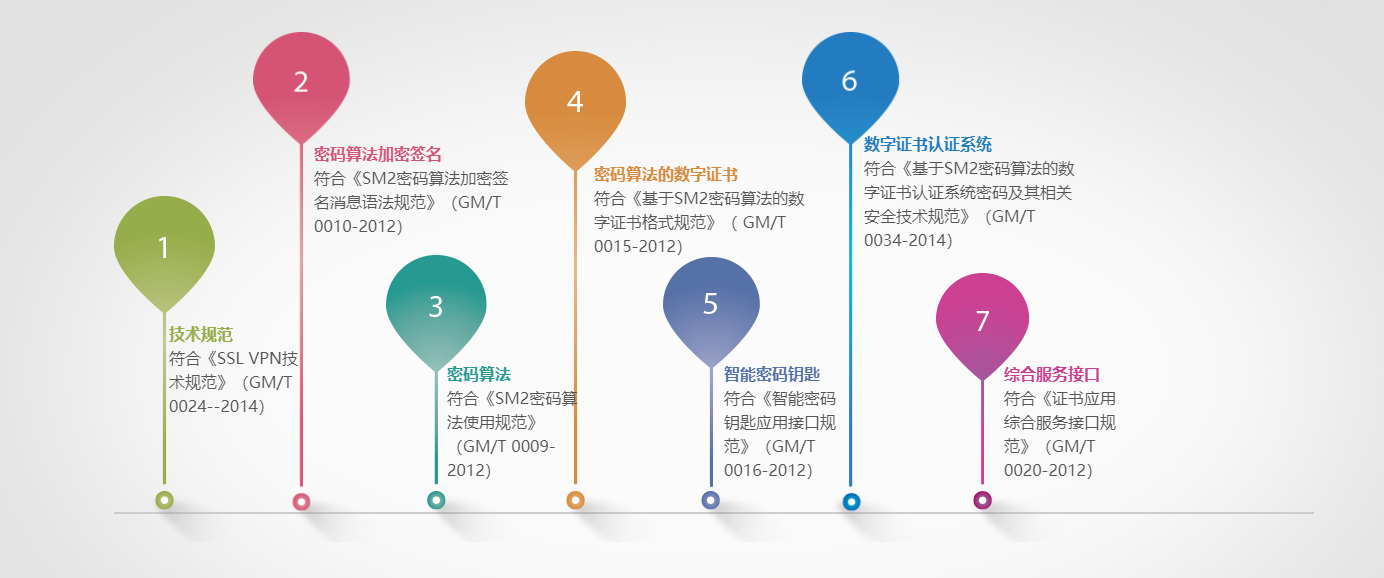 1
技术规范
符合《SSL VPN技
术规范》（GM/T
0024--2014）
2
密码算法加密签名
符合《SM2密码算法加密签
名消息语法规范》（GM/T
0010-2012）
3
密码算法
符合《SM2密码算
法使用规范》
（GM/T 0009-
2012）
4
密码算法的数字证书
符合《基于SM2密码算法的数
字证书格式规范》（ GM/T
0015-2012）
5
智能密码钥匙
符合《智能密码
钥匙应用接口规
范》（GM/T
0016-2012）
6
数字证书认证系统
符合《基于SM2密码算法的数
字证书认证系统密码及其相关
安全技术规范》（GM/T
0034-2014）
7
综合服务接口
符合《证书应用
综合服务接口规
范》（GM/T
0020-2012）